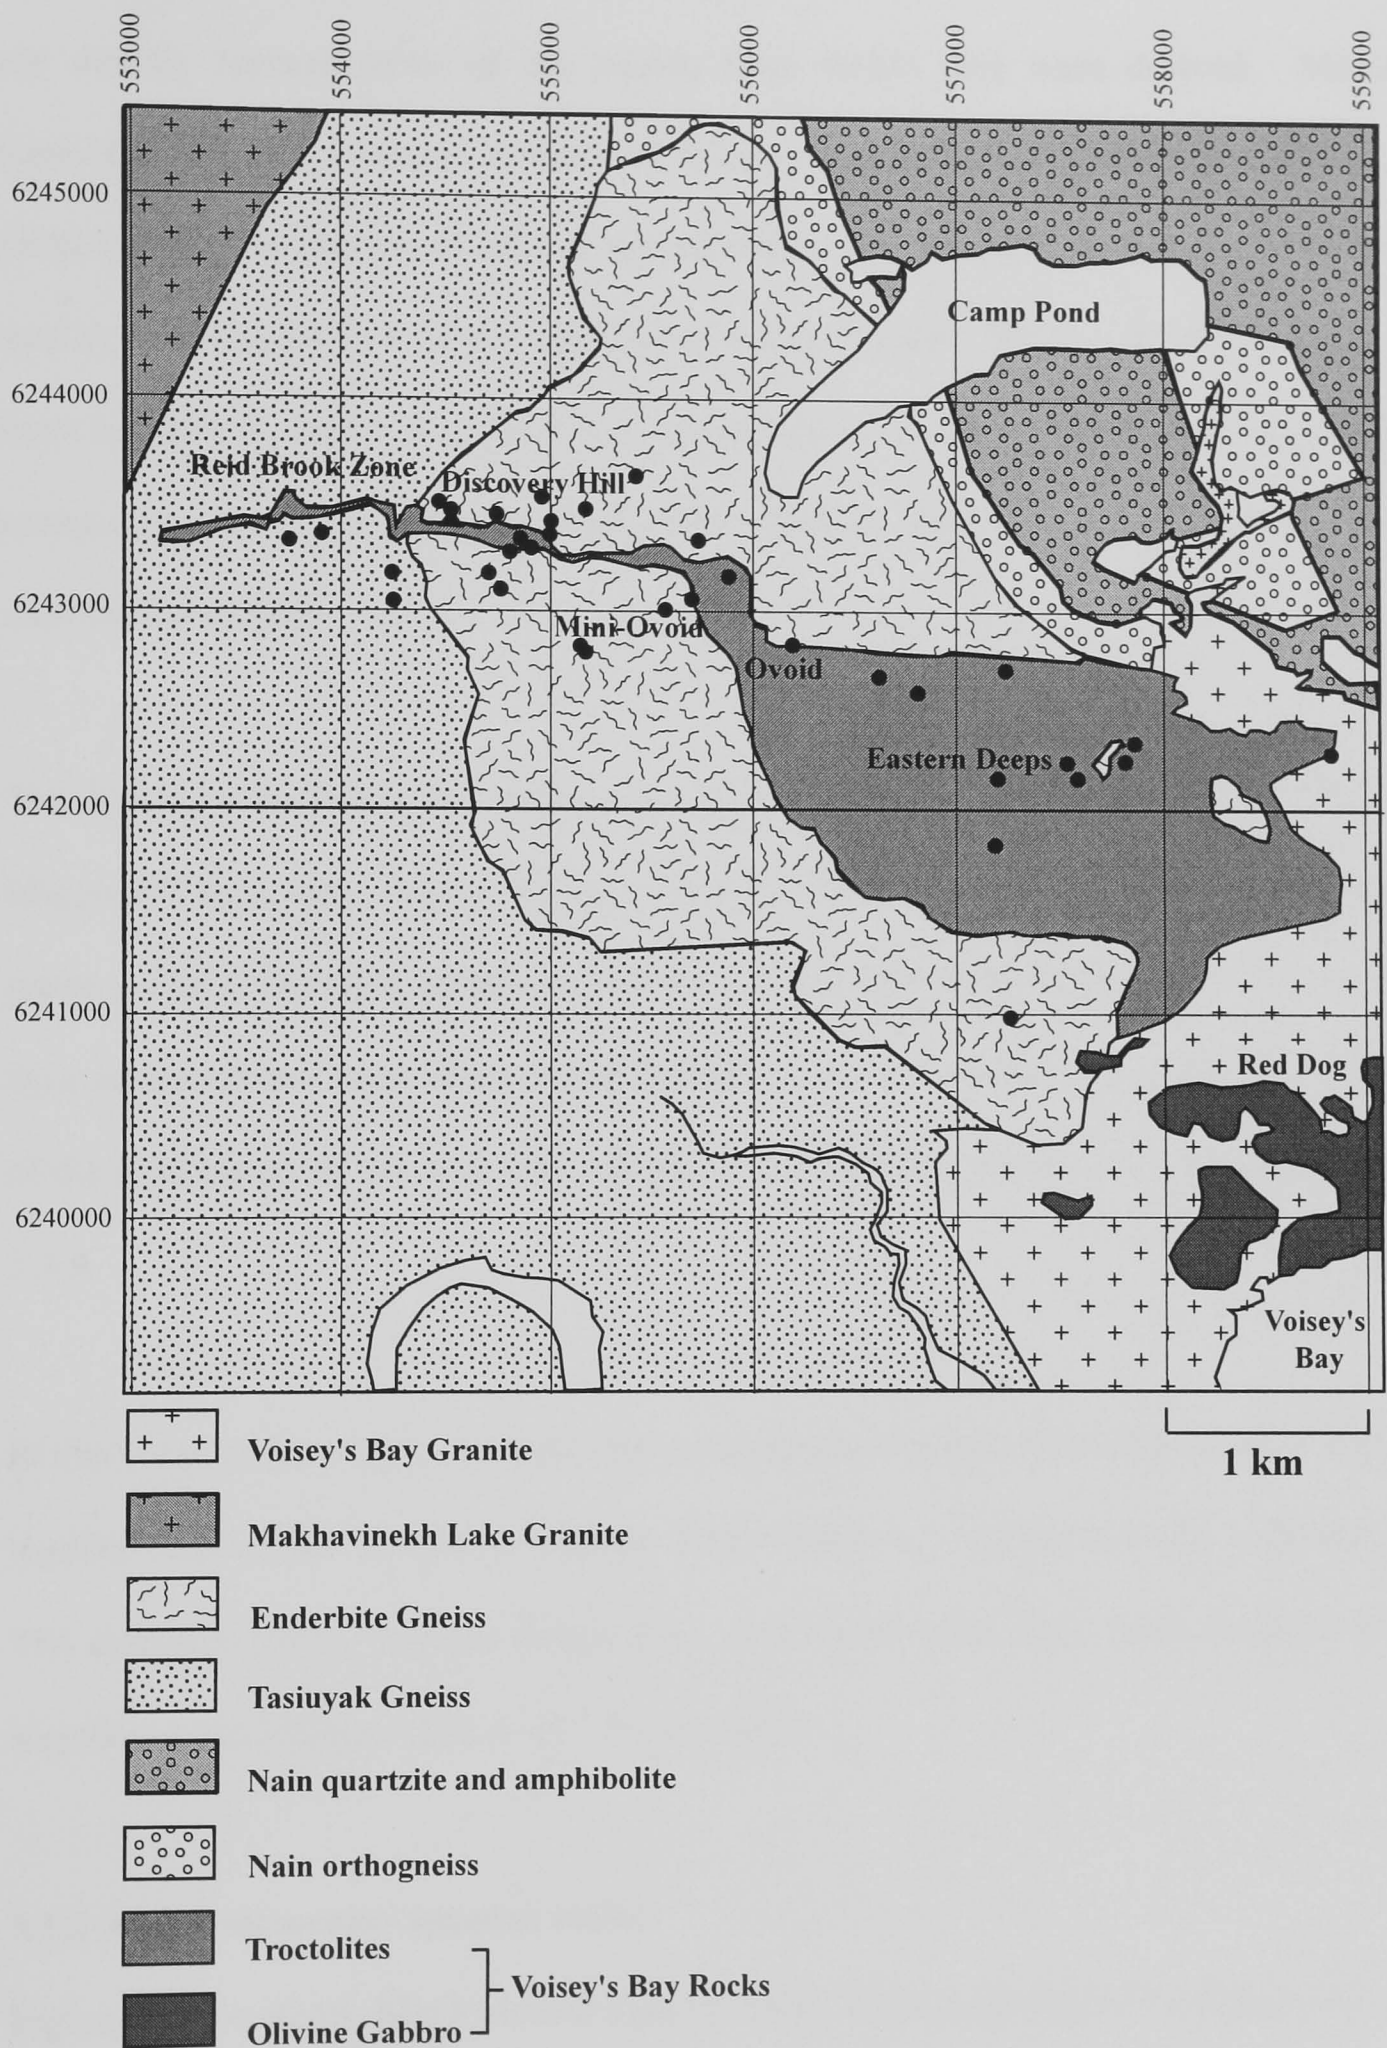 553000
554000
555000
556000
557000
558000
559000
6245000
Camp Pond
6244000
Reid Brook Zone
Discovery Hill
6243000
Mini-Ovoid
Ovoid
Eastern Deeps
6242000
6241000
Red Dog
6240000
Voisey's
Bay
1 km
Voisey's Bay Granite
Makhavinekh Lake Granite
Enderbite Gneiss
Tasiuyak Gneiss
Nain quartzite and amphibolite
Nain orthogneiss
Troctolites
Voisey's Bay Rocks
Olivine Gabbro